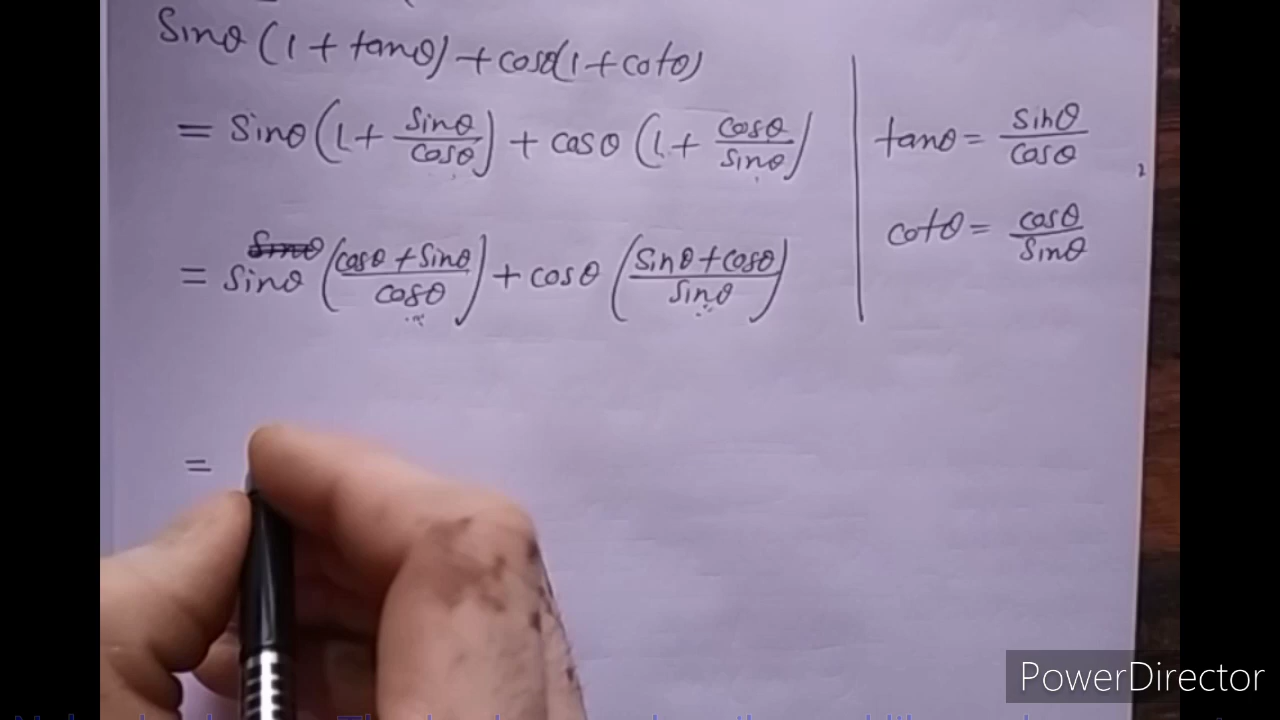 Sinθ (1 + tanθ) + cosθ(1 + cotθ)
= Sinθ (1 + Sinθ/Cosθ) + cosθ (1 + Cosθ/Sinθ)
tanθ = Sinθ/Cosθ ,
cotθ = Cosθ/Sinθ
= Sinθ (Cosθ + Sinθ/Cosθ) + cosθ (Sinθ + Cosθ/Sinθ)
=
PowerDirector